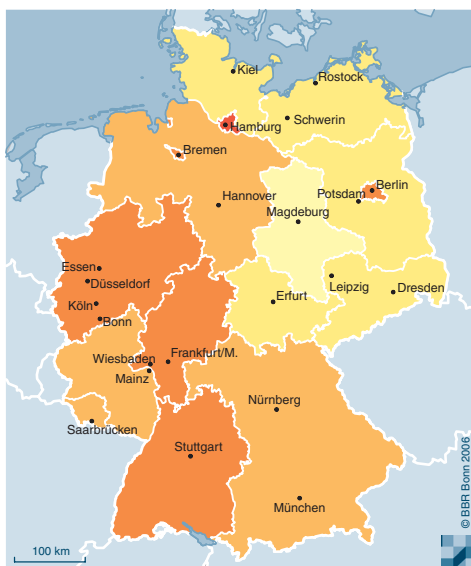 Kiel
Rostock
Hamburg
Schwerin
Bremen
Berlin
Potsdam
Hannover
Magdeburg
Essen
Düsseldorf
Leipzig
Dresden
Köln
Erfurt
Bonn
Wiesbaden
Frankfurt/M.
Mainz
Nürnberg
Saarbrücken
Stuttgart
München
100 km
© BBR Bonn 2006